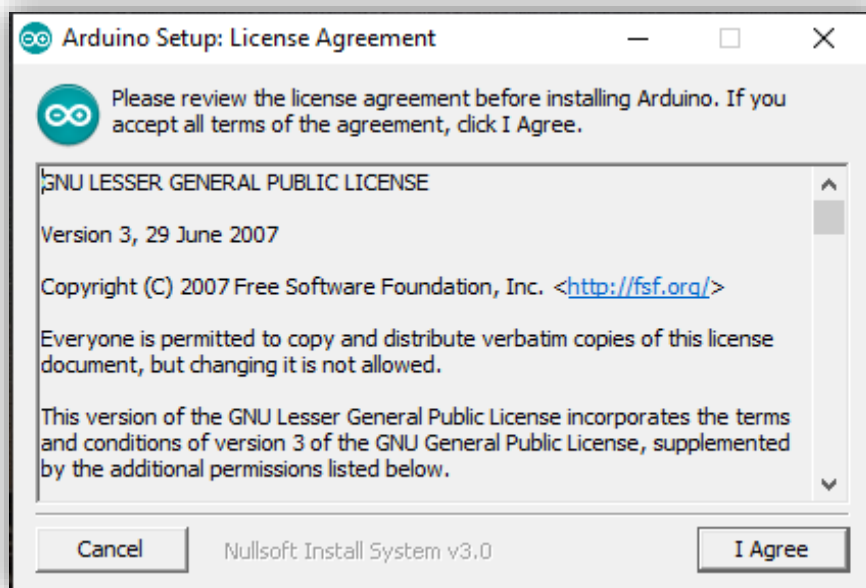 Arduino Setup: License Agreement
Please review the license agreement before installing Arduino. If you
accept all terms of the agreement, click I Agree.
GNU LESSER GENERAL PUBLIC LICENSE
Version 3, 29 June 2007
Copyright (C) 2007 Free Software Foundation, Inc. <http://fsf.org/>
Everyone is permitted to copy and distribute verbatim copies of this license
document, but changing it is not allowed.
This version of the GNU Lesser General Public License incorporates the terms
and conditions of version 3 of the GNU General Public License, supplemented
by the additional permissions listed below.
Cancel
Nullsoft Install System v3.0
I Agree